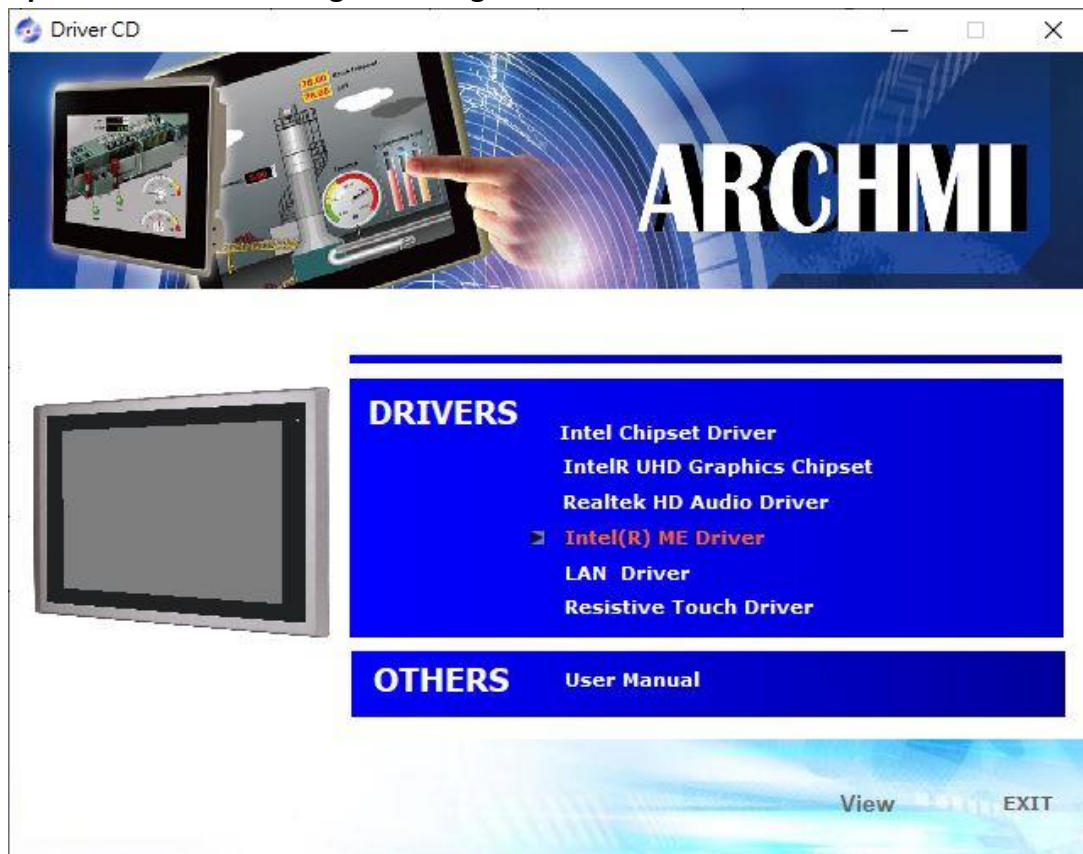 Driver CD
ARCHMI
DRIVERS
Intel Chipset Driver
IntelR UHD Graphics Chipset
Realtek HD Audio Driver
Intel(R) ME Driver
LAN Driver
Resistive Touch Driver
OTHERS
User Manual
View
EXIT